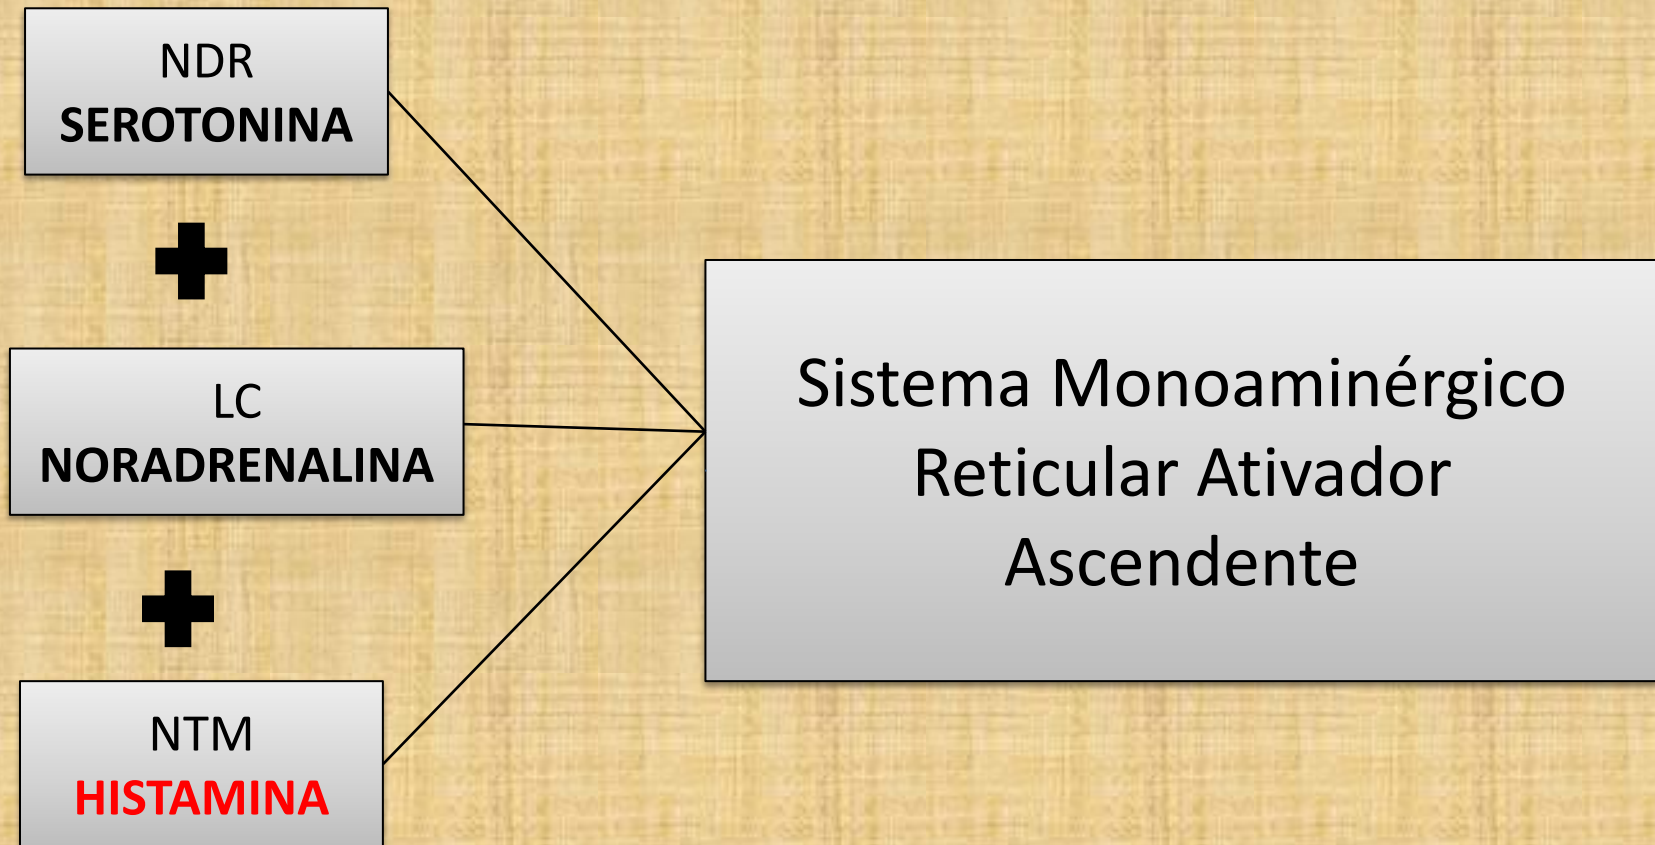 NDR
SEROTONINA
LC
NORADRENALINA
NTM
HISTAMINA
Sistema Monoaminérgico
Reticular Ativador
Ascendente